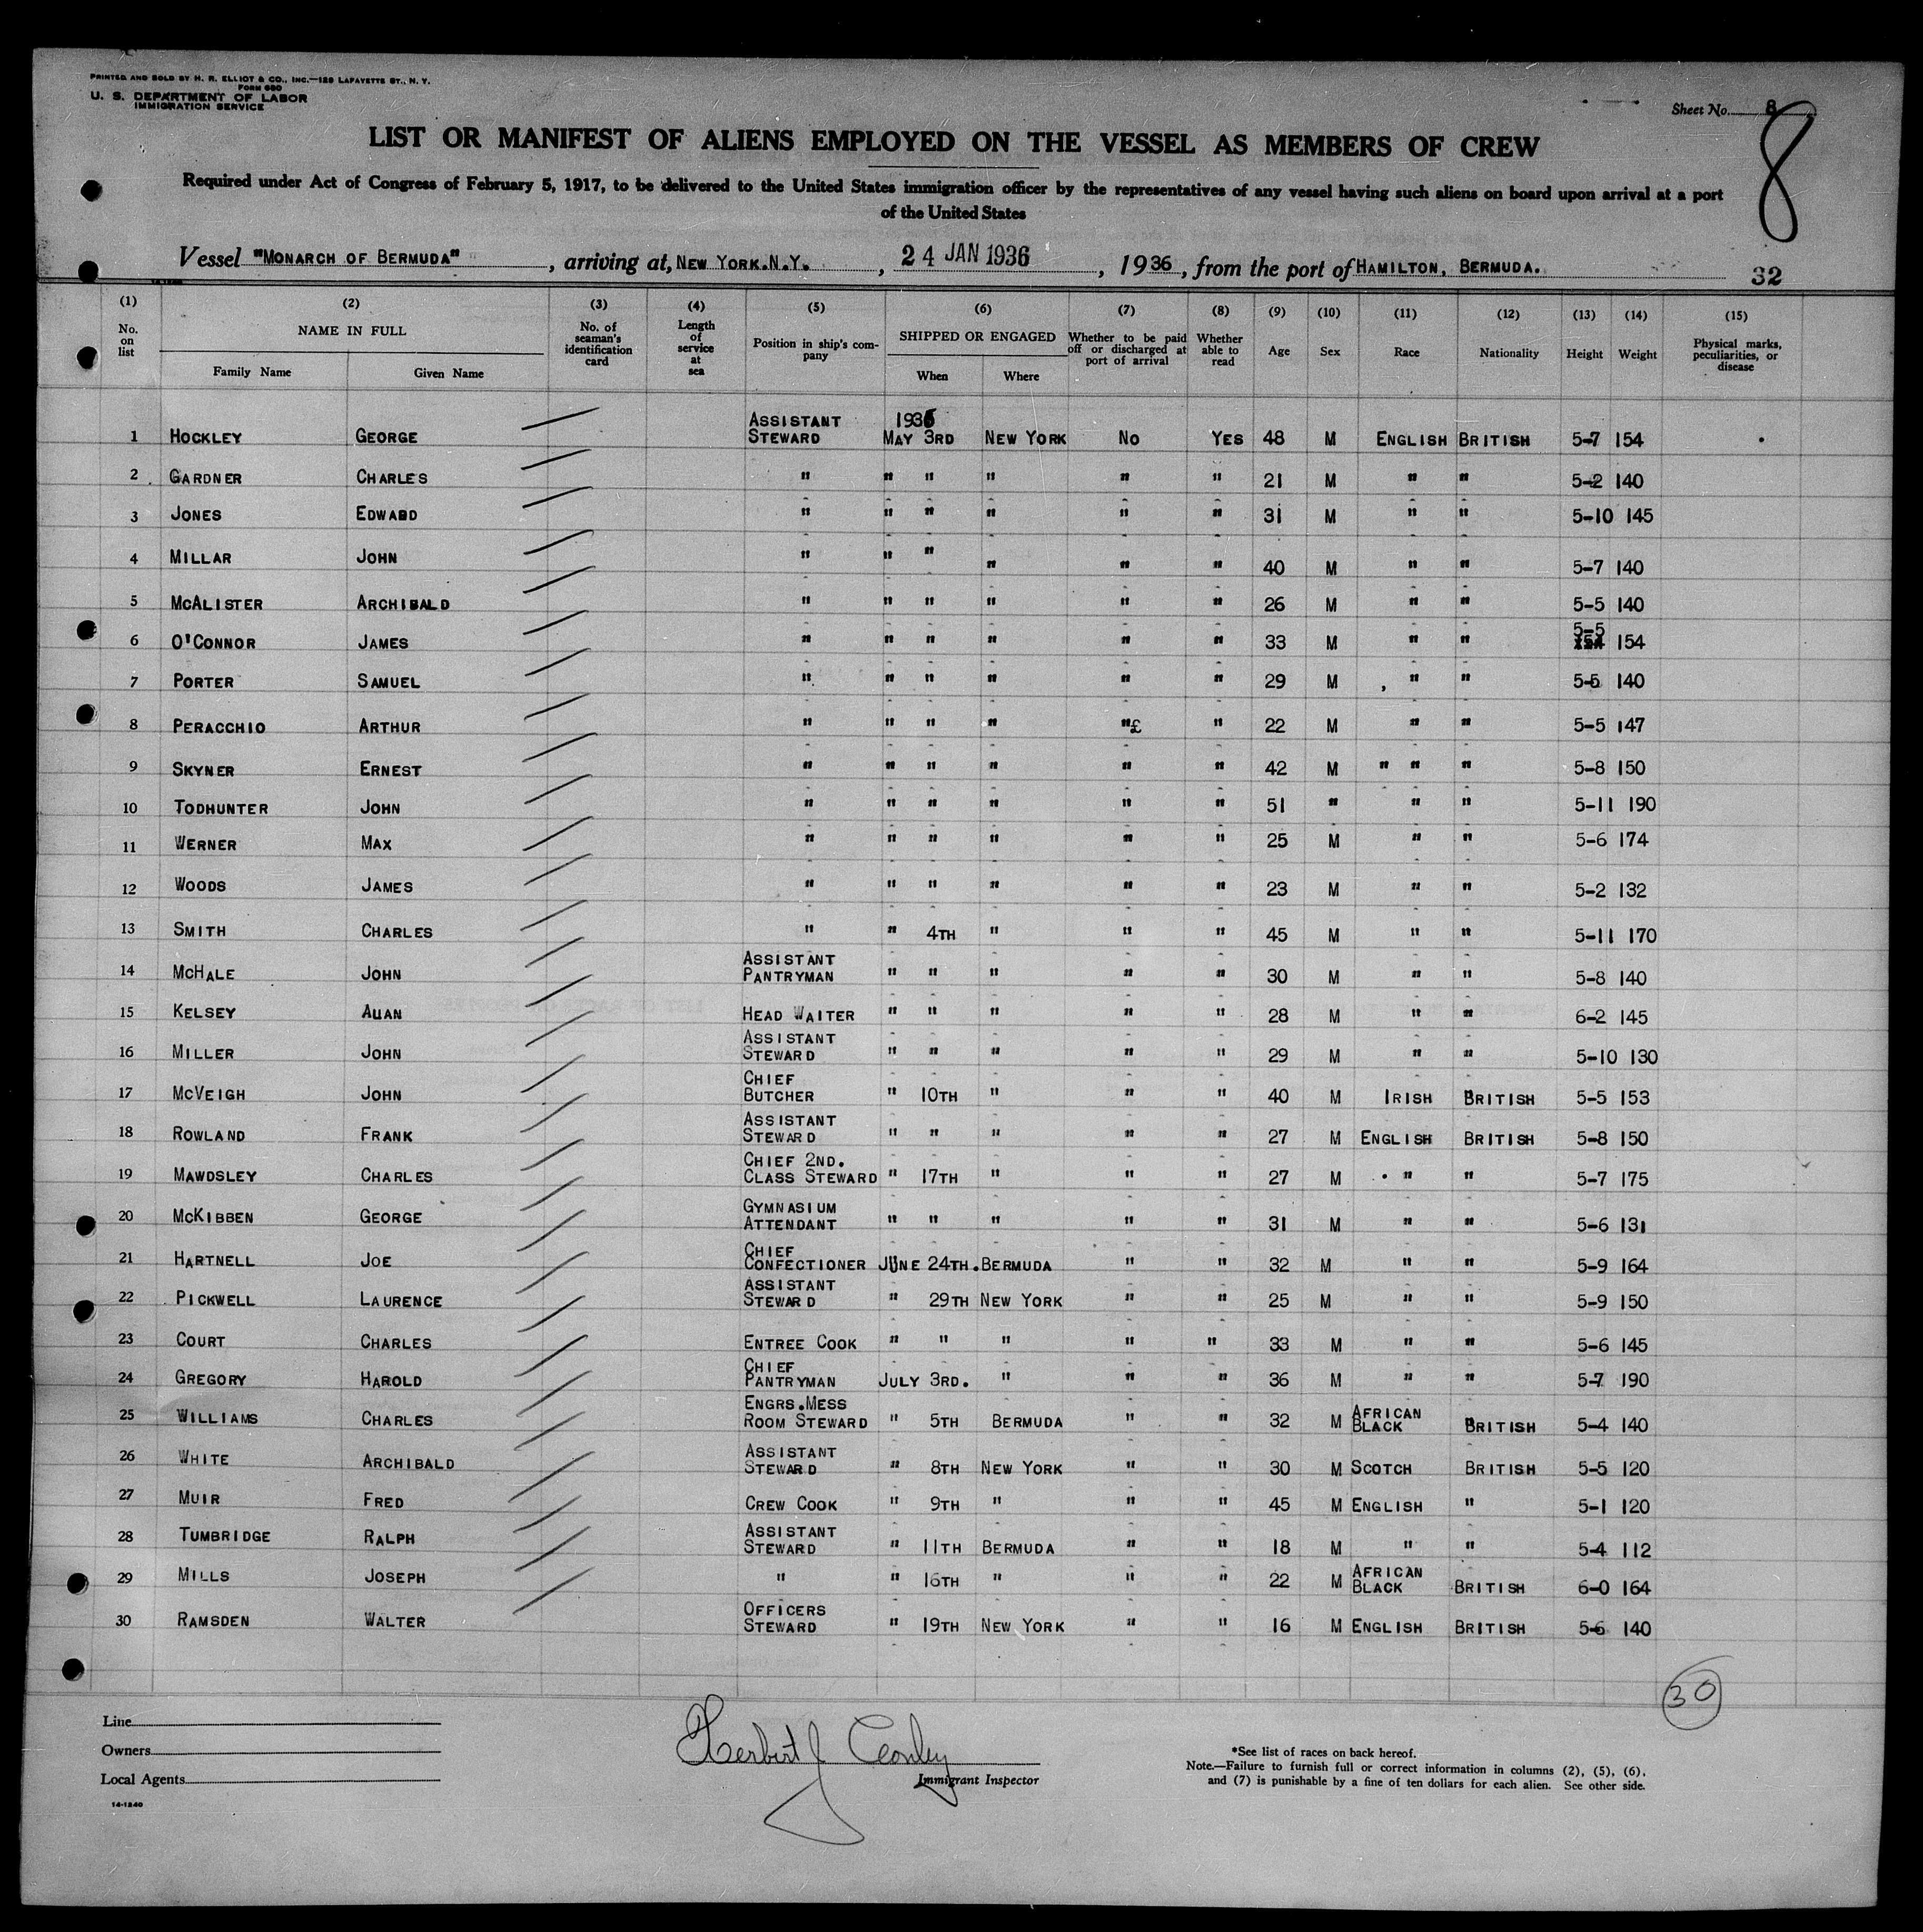 PRINTED AND SOLD BY H. R. ELLIOT & CO., INC.—129 LAFAYETTE ST., N. Y.
FORM 680
U. S. DEPARTMENT OF LABOR
IMMIGRATION SERVICE
Sheet No. 8
8
LIST OR MANIFEST OF ALIENS EMPLOYED ON THE VESSEL AS MEMBERS OF CREW
Required under Act of Congress of February 5, 1917, to be delivered to the United States immigration officer by the representatives of any vessel having such aliens on board upon arrival at a port
of the United States
Vessel "MONARCH OF BERMUDA", arriving at, NEW YORK.N.Y., 24 JAN 1936, 1936, from the port of HAMILTON, BERMUDA.
32
(1) (2) (3) (4) (5) (6) (7) (8) (9) (10) (11) (12) (13) (14) (15)
No. on list NAME IN FULL Family Name Given Name No. of seaman's identification card Length of service at sea Position in ship's company SHIPPED OR ENGAGED When Where Whether to be paid off or discharged at port of arrival Whether able to read Age Sex Race Nationality Height Weight Physical marks, peculiarities, or disease
1 HOCKLEY GEORGE ASSISTANT STEWARD 1935 MAY 3RD NEW YORK NO YES 48 M ENGLISH BRITISH 5-7 154
2 GARDNER CHARLES " " " " " " 21 M " " 5-2 140
3 JONES EDWARD " " " " " " 31 M " " 5-10 145
4 MILLAR JOHN " " " " " " 40 M " " 5-7 140
5 MCALISTER ARCHIBALD " " " " " " 26 M " " 5-5 140
6 O'CONNOR JAMES " " " " " " 33 M " " 5-5 154
7 PORTER SAMUEL " " " " " " 29 M " " 5-6 140
8 PERACCHIO ARTHUR " " " " "£ " 22 M " " 5-5 147
9 SKYNER ERNEST " " " " " " 42 M " " " 5-8 150
10 TODHUNTER JOHN " " " " " " 51 " " " 5-11 190
11 WERNER MAX " " " " " " 25 M " " 5-6 174
12 WOODS JAMES " " " " " " 23 M " " 5-2 132
13 SMITH CHARLES " " 4TH " " " 45 M " " 5-11 170
14 MCHALE JOHN ASSISTANT PANTRYMAN " " " " " 30 M " " 5-8 140
15 KELSEY AllAN HEAD WAITER " " " " " 28 M " " 6-2 145
16 MILLER JOHN ASSISTANT STEWARD " " " " " 29 M " " 5-10 130
17 MCVEIGH JOHN CHIEF BUTCHER " 10TH " " " 40 M IRISH BRITISH 5-5 153
18 ROWLAND FRANK ASSISTANT STEWARD " " " " " 27 M ENGLISH BRITISH 5-8 150
19 MAWDSLEY CHARLES CHIEF 2ND. CLASS STEWARD " 17TH " " " 27 M " " 5-7 175
20 MCKIBBEN GEORGE GYMNASIUM ATTENDANT " " " " " 31 M " " 5-6 131
21 HARTNELL JOE CHIEF CONFECTIONER JUNE 24TH. BERMUDA " " 32 M " " 5-9 164
22 PICKWELL LAURENCE ASSISTANT STEWARD " 29TH NEW YORK " " 25 M " " 5-9 150
23 COURT CHARLES ENTREE COOK " " " " " 33 M " " 5-6 145
24 GREGORY HAROLD CHIEF PANTRYMAN JULY 3RD. " " " 36 M " " 5-7 190
25 WILLIAMS CHARLES ENGRS.MESS ROOM STEWARD " 5TH BERMUDA " " 32 M AFRICAN BLACK BRITISH 5-4 140
26 WHITE ARCHIBALD ASSISTANT STEWARD " 8TH NEW YORK " " 30 M SCOTCH BRITISH 5-5 120
27 MUIR FRED CREW COOK " 9TH " " " 45 M ENGLISH " 5-1 120
28 TUMBRIDGE RALPH ASSISTANT STEWARD " 11TH BERMUDA " " 18 M " " 5-4 112
29 MILLS JOSEPH " " 16TH " " " 22 M AFRICAN BLACK BRITISH 6-0 164
30 RAMSDEN WALTER OFFICERS STEWARD " 19TH NEW YORK " " 16 M ENGLISH BRITISH 5-6 140
30
Line
Owners
Local Agents
14-1240
Herbert J Conley
Immigrant Inspector
*See list of races on back hereof.
Note.—Failure to furnish full or correct information in columns (2), (5), (6),
and (7) is punishable by a fine of ten dollars for each alien. See other side.